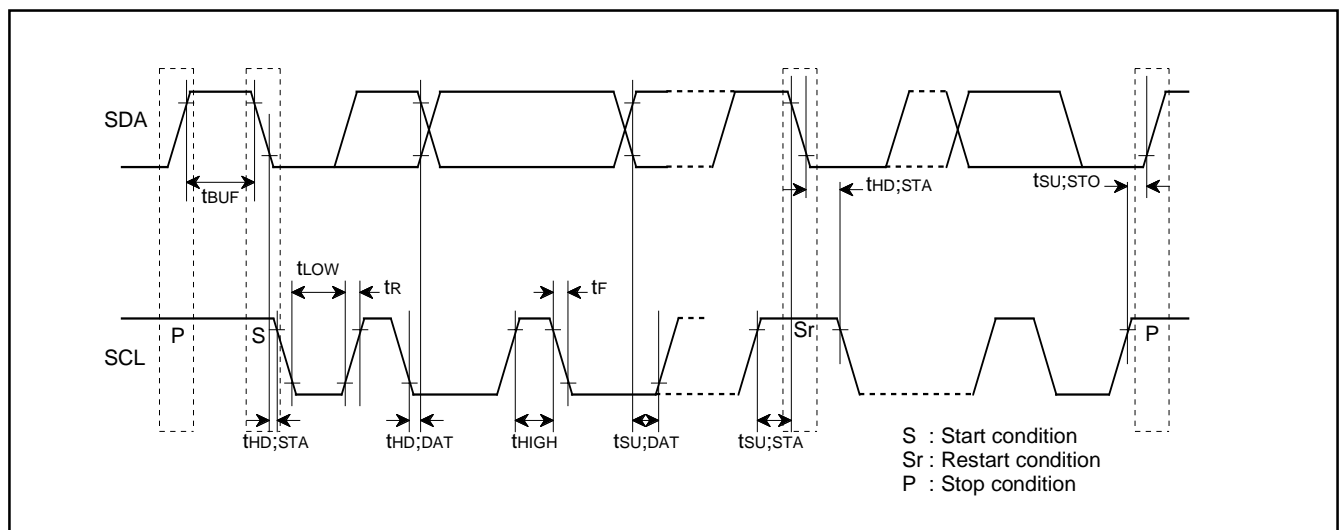 SDA
tBUF
tHD;STA
tSU;STO
tLOW
tR
tF
P
S
Sr
P
SCL
tHD;STA
tHD;DAT
tHIGH
tSU;DAT
tSU;STA
S : Start condition
Sr : Restart condition
P : Stop condition